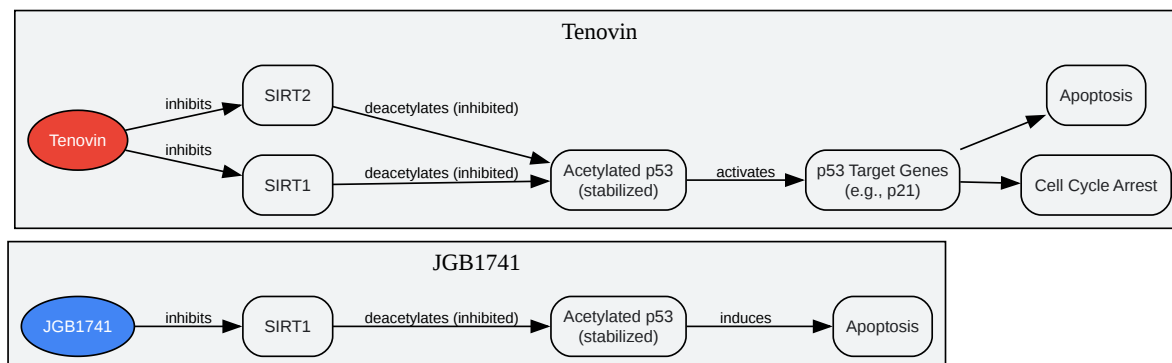 Tenovin
Tenovin
inhibits
inhibits
SIRT2
SIRT1
deacetylates (inhibited)
deacetylates (inhibited)
Acetylated p53
(stabilized)
activates
p53 Target Genes
(e.g., p21)
Apoptosis
Cell Cycle Arrest
JGB1741
JGB1741
inhibits
SIRT1
deacetylates (inhibited)
Acetylated p53
(stabilized)
induces
Apoptosis